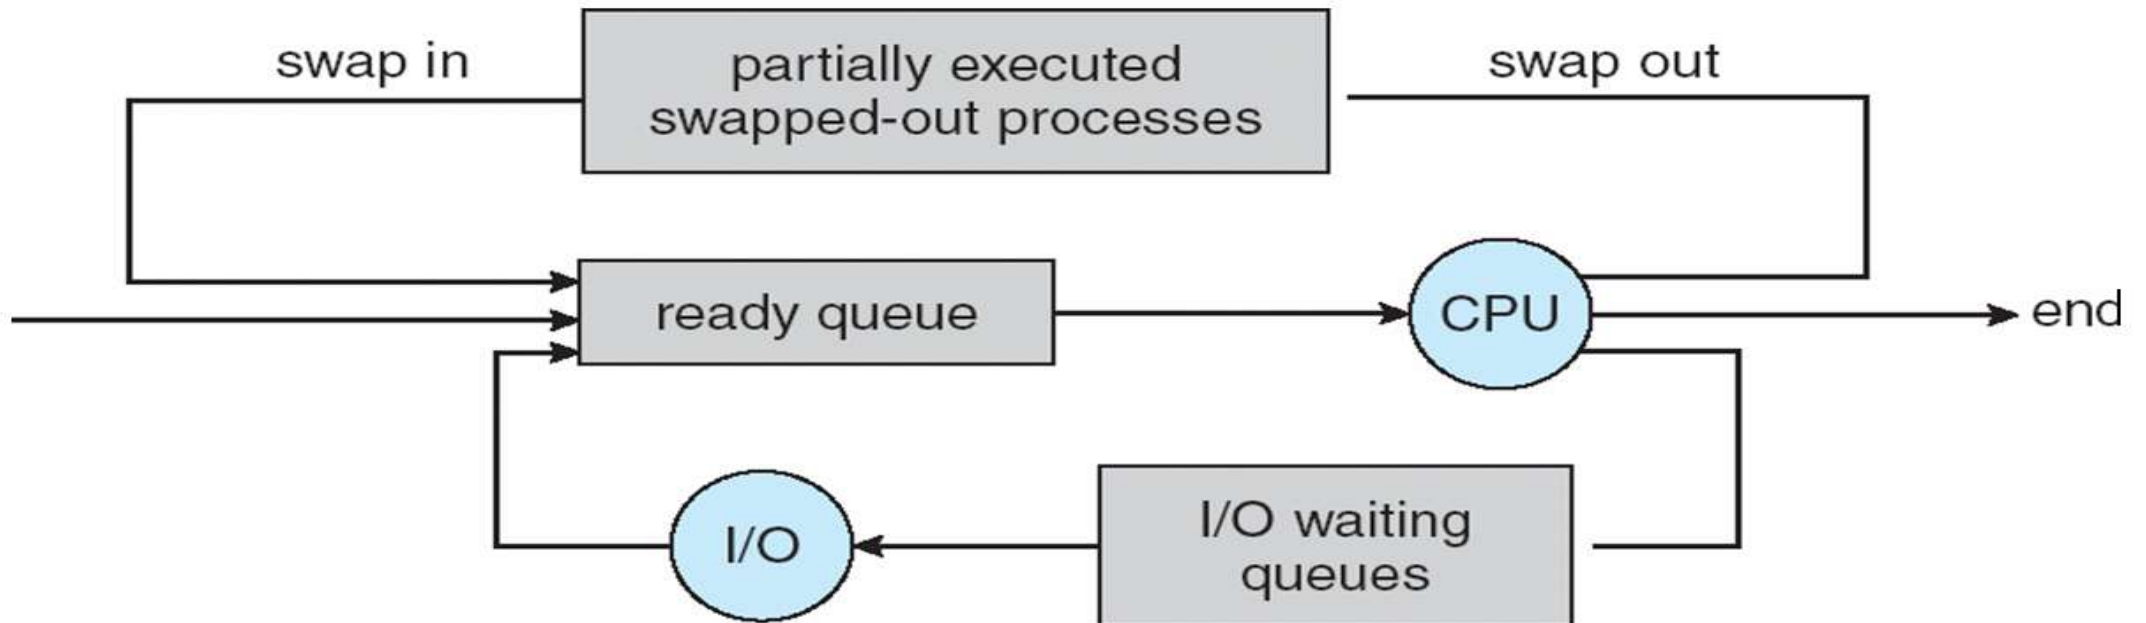 swap in
partially executed
swapped-out processes
swap out
ready queue
CPU
end
I/O
I/O waiting
queues